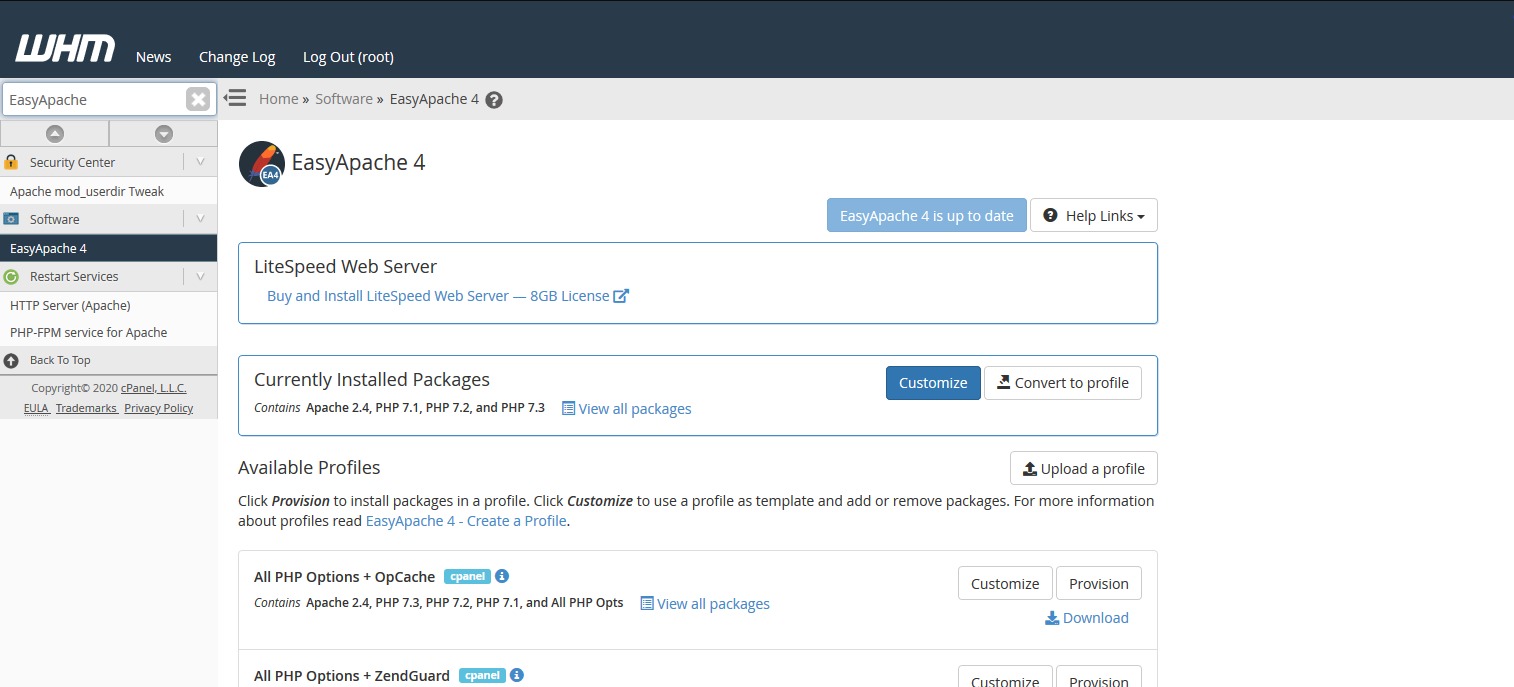 WHM News Change Log Log Out (root)
EasyApache
Home » Software » EasyApache 4
Security Center
Apache mod_userdir Tweak
Software
EasyApache 4
Restart Services
HTTP Server (Apache)
PHP-FPM service for Apache
Back To Top
Copyright© 2020 cPanel, L.L.C.
EULA Trademarks Privacy Policy
EA4
EasyApache 4
EasyApache 4 is up to date Help Links
LiteSpeed Web Server
Buy and Install LiteSpeed Web Server — 8GB License
Currently Installed Packages
Customize Convert to profile
Contains Apache 2.4, PHP 7.1, PHP 7.2, and PHP 7.3 View all packages
Available Profiles Upload a profile
Click Provision to install packages in a profile. Click Customize to use a profile as template and add or remove packages. For more information
about profiles read EasyApache 4 - Create a Profile.
All PHP Options + OpCache cpanel
Customize Provision
Contains Apache 2.4, PHP 7.3, PHP 7.2, PHP 7.1, and All PHP Opts View all packages
Download
All PHP Options + ZendGuard cpanel
Customize Provision